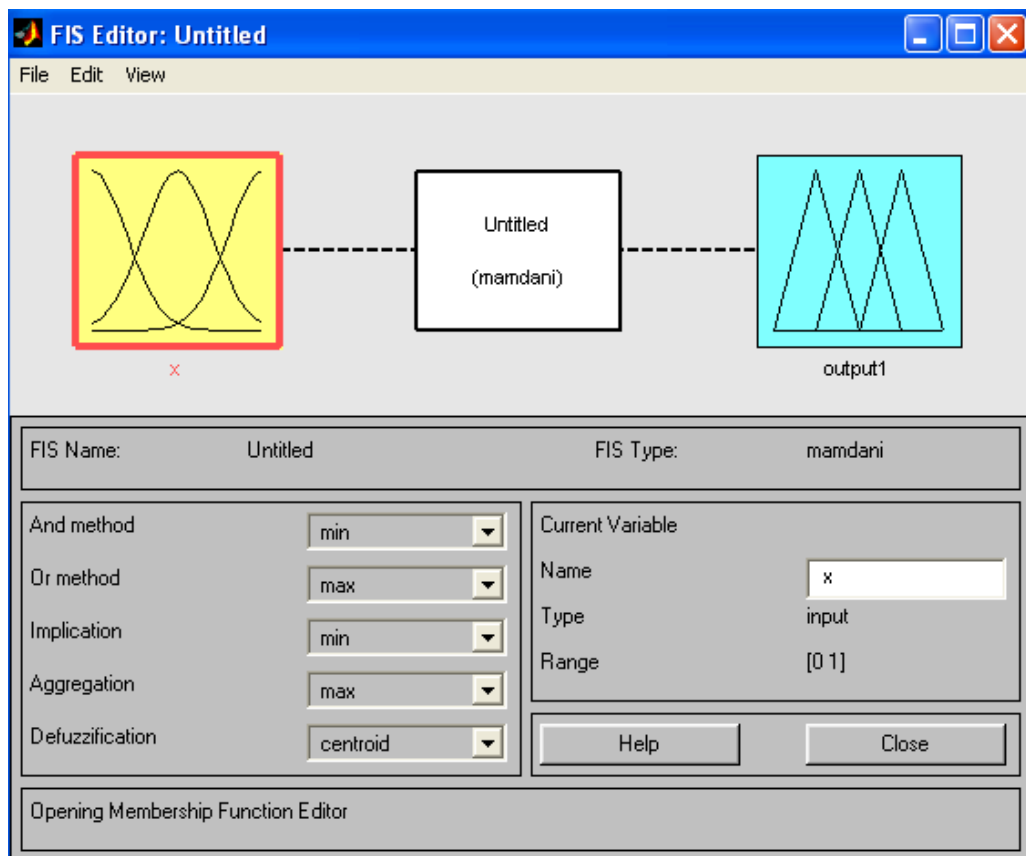 FIS Editor: Untitled
File Edit View
Untitled
(mamdani)
x
output1
FIS Name: Untitled FIS Type: mamdani
And method min
Or method max
Implication min
Aggregation max
Defuzzification centroid
Current Variable
Name x
Type input
Range [0 1]
Help Close
Opening Membership Function Editor